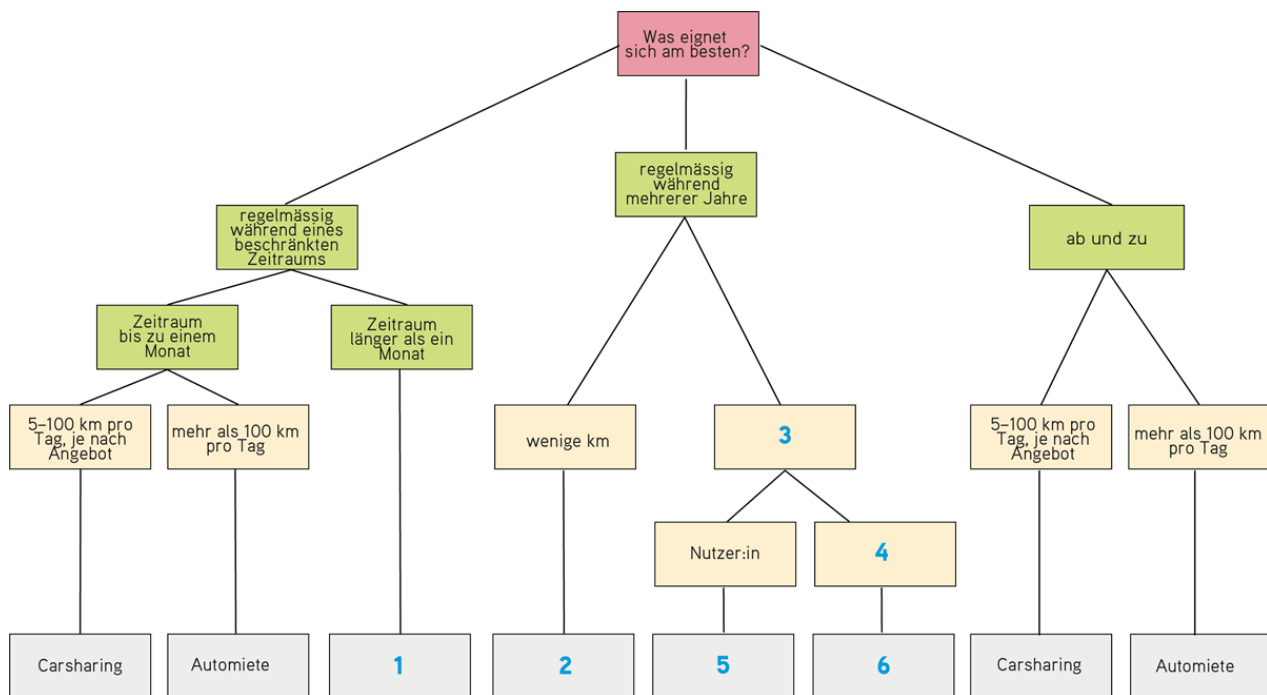 Was eignet
sich am besten?
regelmässig
während
mehrerer Jahre
regelmässig
während eines
beschränkten
Zeitraums
ab und zu
Zeitraum
bis zu einem
Monat
Zeitraum
länger als ein
Monat
5–100 km pro
Tag, je nach
Angebot
mehr als 100 km
pro Tag
wenige km
3
5–100 km pro
Tag, je nach
Angebot
mehr als 100 km
pro Tag
Nutzer:in
4
Carsharing
Automiete
1
2
5
6
Carsharing
Automiete